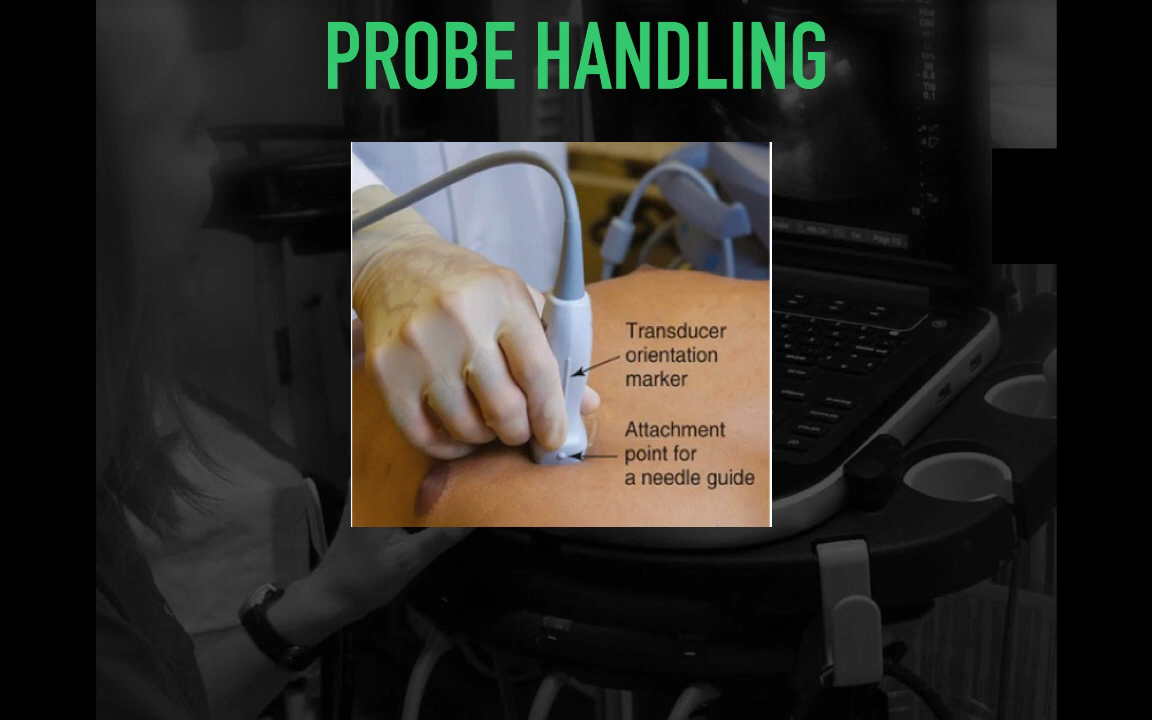 PROBE HANDLING
Transducer
orientation
marker
Attachment
point for
a needle guide